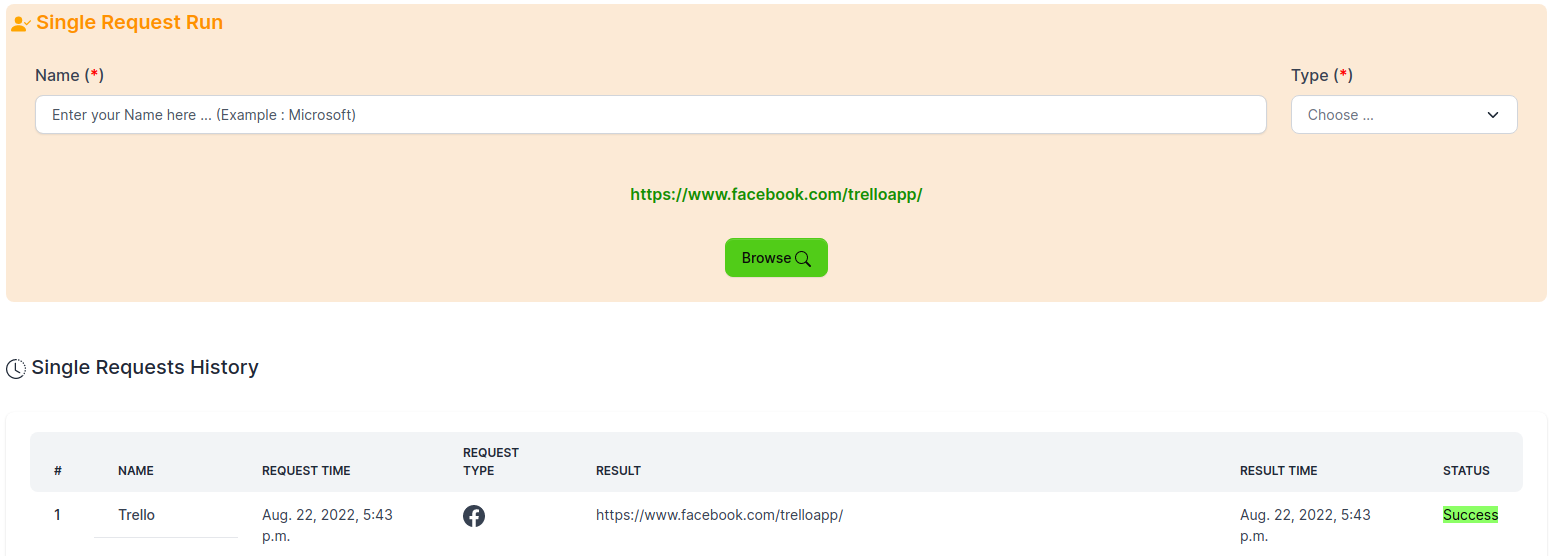 Single Request Run
Name (*) Type (*)
Enter your Name here ... (Example : Microsoft) Choose ...
https://www.facebook.com/trelloapp/
Browse
Single Requests History
# NAME REQUEST TIME REQUEST TYPE RESULT RESULT TIME STATUS
1 Trello Aug. 22, 2022, 5:43 p.m. https://www.facebook.com/trelloapp/ Aug. 22, 2022, 5:43 p.m. Success